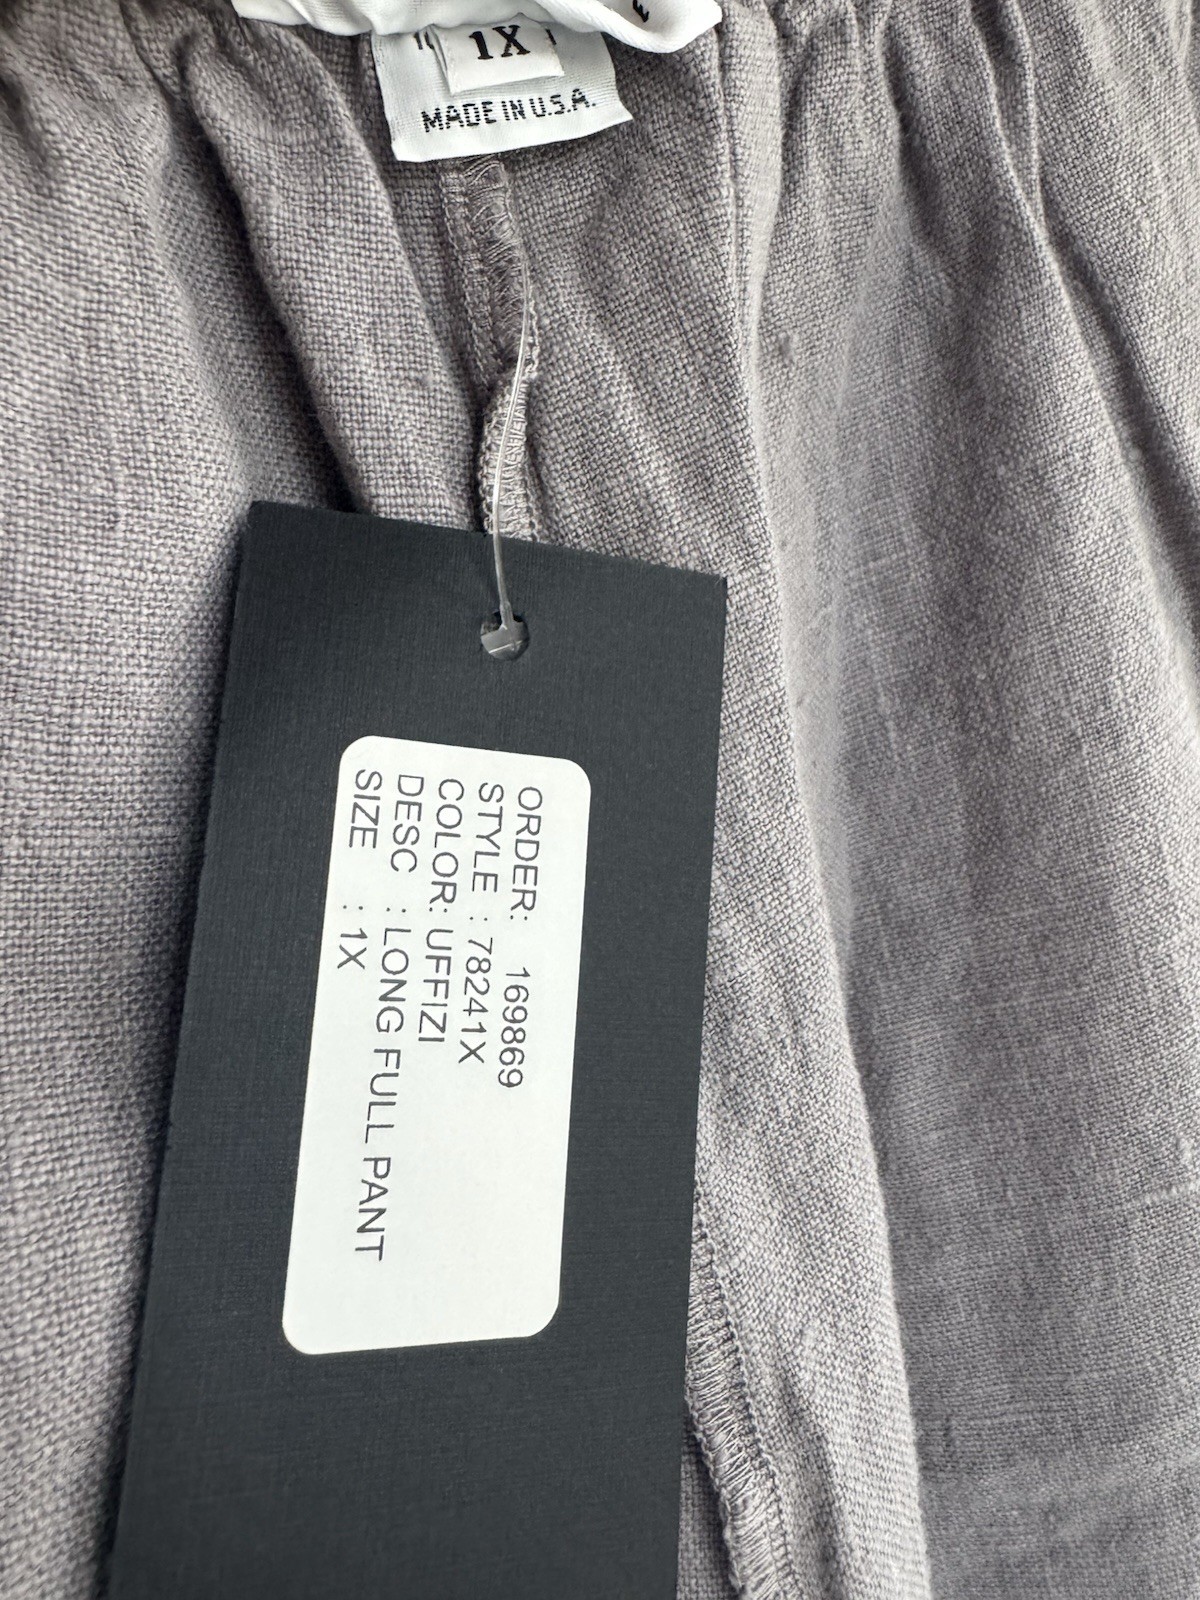 1X
MADE IN U.S.A.
ORDER: 169869
STYLE : 78241X
COLOR: UFFIZI
DESC : LONG FULL PANT
SIZE : 1X